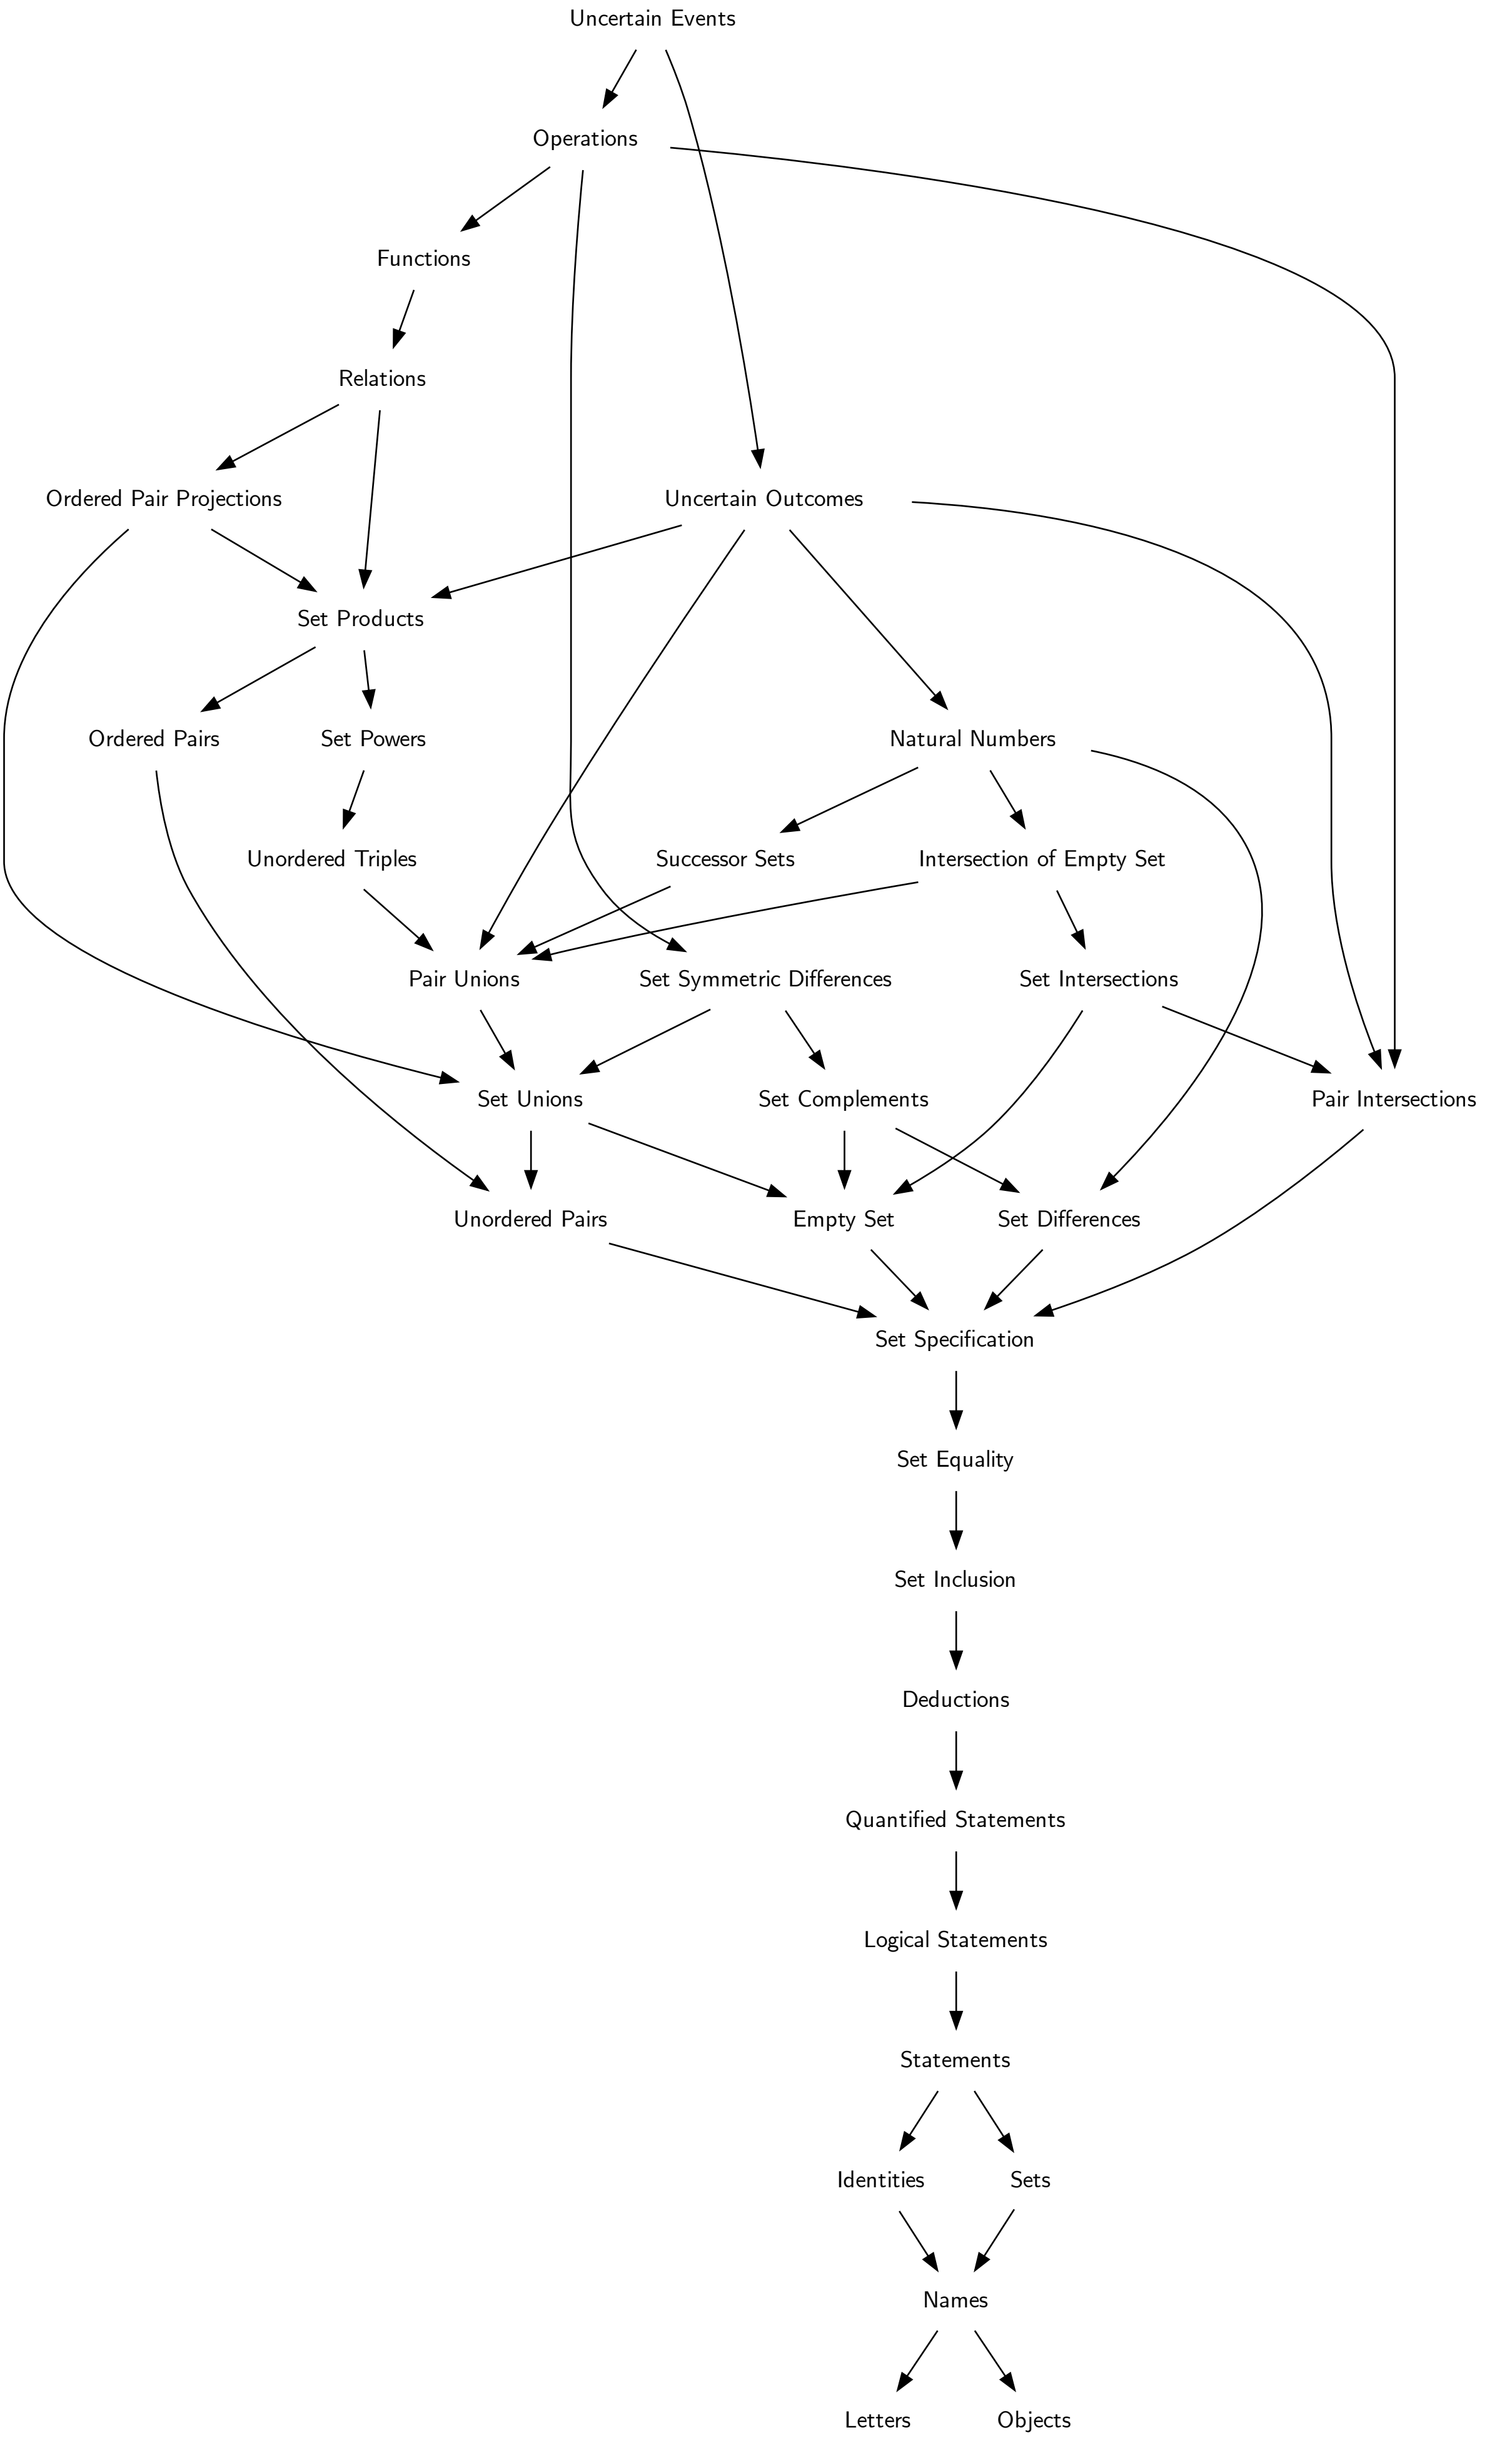 Uncertain Events
Operations
Functions
Relations
Ordered Pair Projections
Uncertain Outcomes
Set Products
Ordered Pairs
Set Powers
Natural Numbers
Unordered Triples
Successor Sets
Intersection of Empty Set
Pair Unions
Set Symmetric Differences
Set Intersections
Set Unions
Set Complements
Pair Intersections
Unordered Pairs
Empty Set
Set Differences
Set Specification
Set Equality
Set Inclusion
Deductions
Quantified Statements
Logical Statements
Statements
Identities
Sets
Names
Letters
Objects